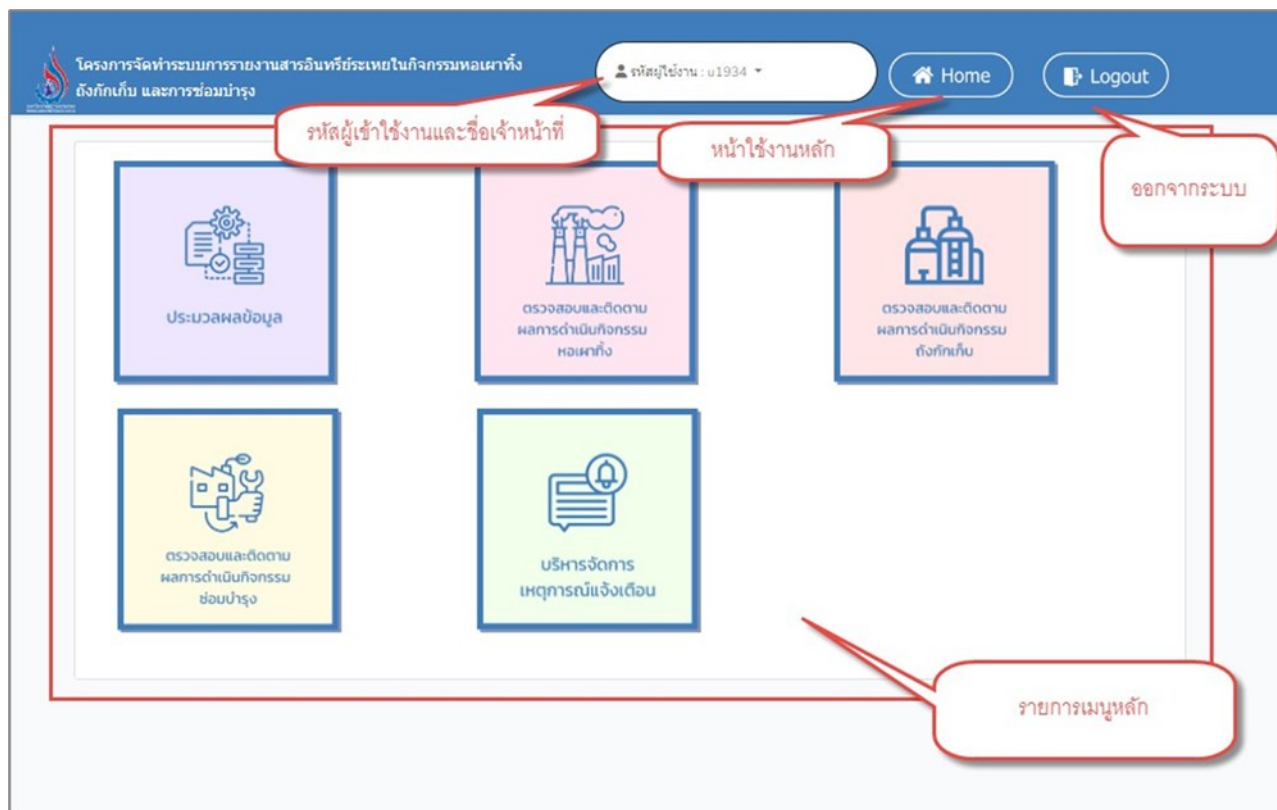 โครงการจัดทำระบบการรายงานสารอินทรีย์ระเหยในกิจกรรมหอเผาทิ้ง
ถังกักเก็บ และการซ่อมบำรุง
รหัสผู้ใช้งาน : u1934
Home
Logout
รหัสผู้เข้าใช้งานและชื่อเจ้าหน้าที่
หน้าใช้งานหลัก
ออกจากระบบ
ประมวลผลข้อมูล
ตรวจสอบและติดตาม
ผลการดำเนินกิจกรรม
หอเผาทิ้ง
ตรวจสอบและติดตาม
ผลการดำเนินกิจกรรม
ถังกักเก็บ
ตรวจสอบและติดตาม
ผลการดำเนินกิจกรรม
ซ่อมบำรุง
บริหารจัดการ
เหตุการณ์แจ้งเตือน
รายการเมนูหลัก